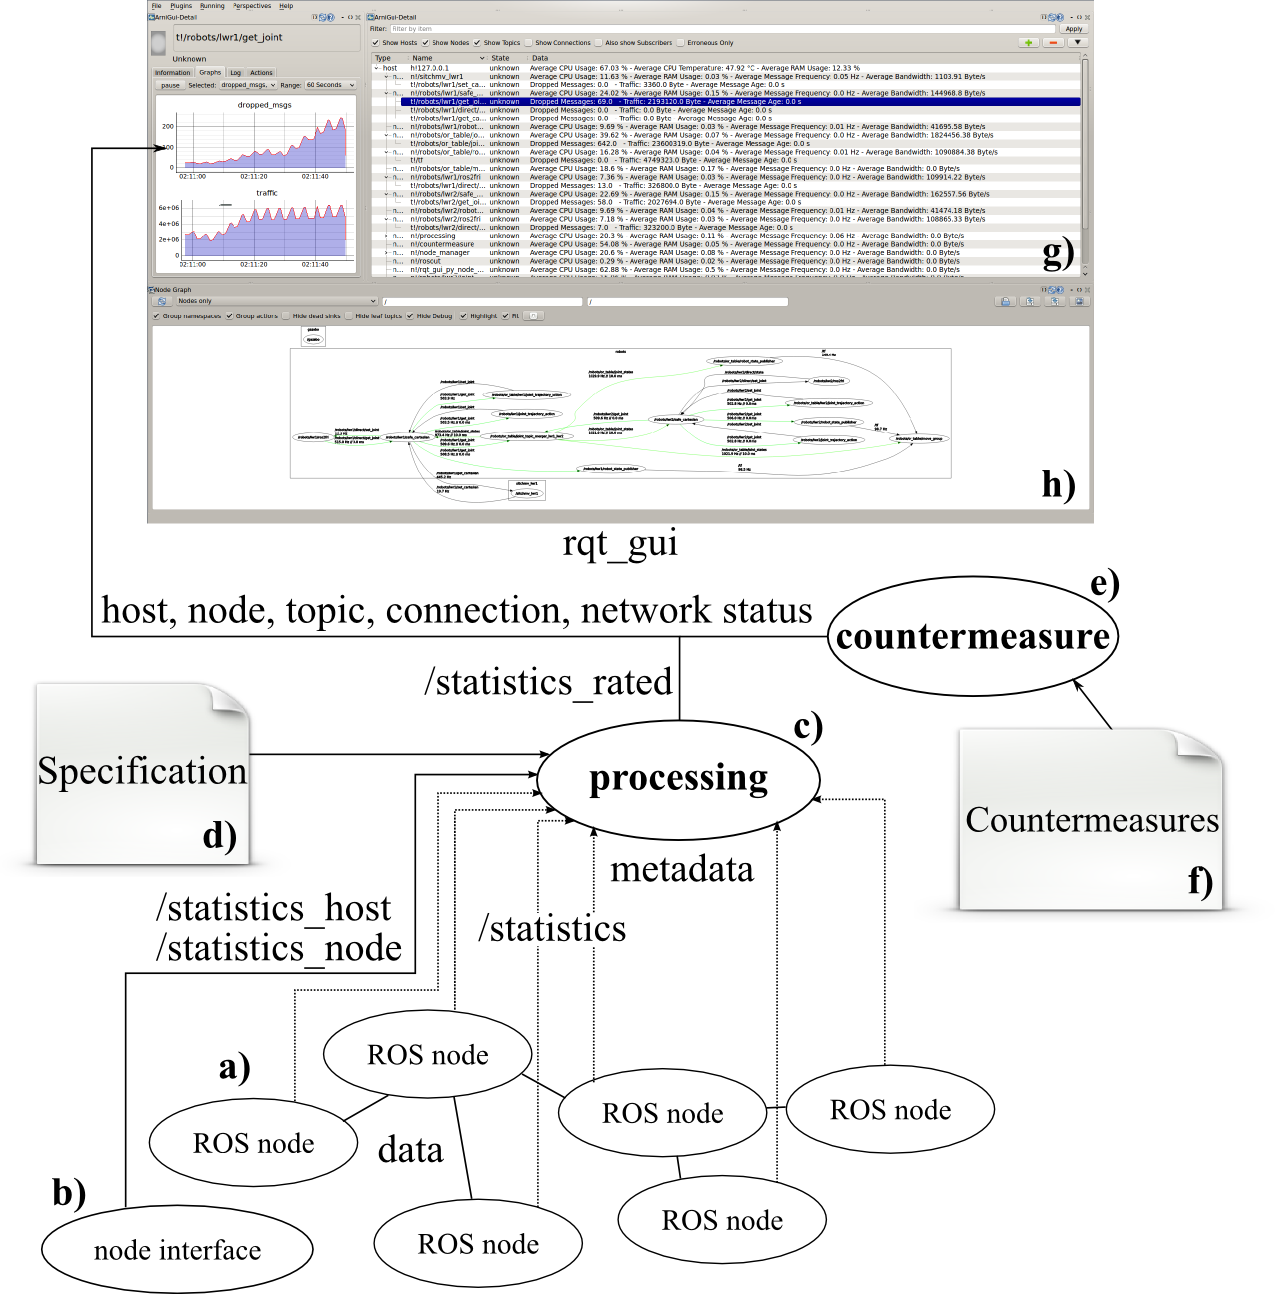 File Plugins Running Perspectives Help
ArniGui-Detail
t!/robots/lwr1/get_joint
Unknown
Information Graphs Log Actions
pause Selected: dropped_msgs, Range: 60 Seconds
dropped_msgs
200
100
0
02:11:00 02:11:20 02:11:40
traffic
6e+06
4e+06
2e+06
0
02:11:00 02:11:20 02:11:40
ArniGui-Detail
Filter: Filter by item Apply
Show Hosts Show Nodes Show Topics Show Connections Also show Subscribers Erroneous Only
Type Name State Data
host h!127.0.0.1 Average CPU Usage: 67.03 % - Average CPU Temperature: 47.92 °C - Average RAM Usage: 12.33 %
n... n!/sitchmv_lwr1 unknown Average CPU Usage: 11.63 % - Average RAM Usage: 0.03 % - Average Message Frequency: 0.05 Hz - Average Bandwidth: 1103.91 Byte/s
t!/robots/lwr1/set_ca... unknown Dropped Messages: 0.0 - Traffic: 3360.0 Byte - Average Message Age: 0.0 s
n... n!/robots/lwr1/safe_... unknown Average CPU Usage: 24.02 % - Average RAM Usage: 0.15 % - Average Message Frequency: 0.0 Hz - Average Bandwidth: 144968.8 Byte/s
t!/robots/lwr1/get_joi... unknown Dropped Messages: 69.0 - Traffic: 2193120.0 Byte - Average Message Age: 0.0 s
t!/robots/lwr1/direct/... unknown Dropped Messages: 0.0 - Traffic: 0.0 Byte - Average Message Age: 0.0 s
t!/robots/lwr1/get_ca... unknown Dropped Messages: 0.0 - Traffic: 0.0 Byte - Average Message Age: 0.0 s
n... n!/robots/lwr1/robot... unknown Average CPU Usage: 9.69 % - Average RAM Usage: 0.03 % - Average Message Frequency: 0.01 Hz - Average Bandwidth: 41695.58 Byte/s
n... n!/robots/or_table/o... unknown Average CPU Usage: 39.62 % - Average RAM Usage: 0.07 % - Average Message Frequency: 0.0 Hz - Average Bandwidth: 1824456.38 Byte/s
t!/robots/or_table/joi... unknown Dropped Messages: 642.0 - Traffic: 23600319.0 Byte - Average Message Age: 0.0 s
n... n!/robots/or_table/ro... unknown Average CPU Usage: 16.28 % - Average RAM Usage: 0.04 % - Average Message Frequency: 0.01 Hz - Average Bandwidth: 1090884.38 Byte/s
t!/tf unknown Dropped Messages: 0.0 - Traffic: 4749323.0 Byte - Average Message Age: 0.0 s
n... n!/robots/or_table/m... unknown Average CPU Usage: 18.6 % - Average RAM Usage: 0.17 % - Average Message Frequency: 0.0 Hz - Average Bandwidth: 0.0 Byte/s
n... n!/robots/lwr1/ros2fri unknown Average CPU Usage: 7.36 % - Average RAM Usage: 0.03 % - Average Message Frequency: 0.0 Hz - Average Bandwidth: 109914.22 Byte/s
t!/robots/lwr1/direct/... unknown Dropped Messages: 13.0 - Traffic: 326800.0 Byte - Average Message Age: 0.0 s
n... n!/robots/lwr2/safe_... unknown Average CPU Usage: 22.69 % - Average RAM Usage: 0.15 % - Average Message Frequency: 0.0 Hz - Average Bandwidth: 162557.56 Byte/s
t!/robots/lwr2/get_joi... unknown Dropped Messages: 58.0 - Traffic: 2027694.0 Byte - Average Message Age: 0.0 s
n... n!/robots/lwr2/robot... unknown Average CPU Usage: 9.69 % - Average RAM Usage: 0.04 % - Average Message Frequency: 0.01 Hz - Average Bandwidth: 41474.18 Byte/s
n... n!/robots/lwr2/ros2fri unknown Average CPU Usage: 7.18 % - Average RAM Usage: 0.03 % - Average Message Frequency: 0.0 Hz - Average Bandwidth: 108865.33 Byte/s
t!/robots/lwr2/direct/... unknown Dropped Messages: 7.0 - Traffic: 323200.0 Byte - Average Message Age: 0.0 s
n... n!/processing unknown Average CPU Usage: 20.3 % - Average RAM Usage: 0.11 % - Average Message Frequency: 0.06 Hz - Average Bandwidth: 0.0 Byte/s
n... n!/countermeasure unknown Average CPU Usage: 54.08 % - Average RAM Usage: 0.05 % - Average Message Frequency: 0.0 Hz - Average Bandwidth: 0.0 Byte/s
n... n!/node_manager unknown Average CPU Usage: 20.6 % - Average RAM Usage: 0.08 % - Average Message Frequency: 0.0 Hz - Average Bandwidth: 0.0 Byte/s
n... n!/rosout unknown Average CPU Usage: 0.29 % - Average RAM Usage: 0.02 % - Average Message Frequency: 0.0 Hz - Average Bandwidth: 0.0 Byte/s
n... n!/rqt_gui_py_node_... unknown Average CPU Usage: 62.88 % - Average RAM Usage: 0.5 % - Average Message Frequency: 0.0 Hz - Average Bandwidth: 0.0 Byte/s
g)
Node Graph
Nodes only / /
Group namespaces Group actions Hide dead sinks Hide leaf topics Hide Debug Highlight Fit
robots
h)
rqt_gui
e)
host, node, topic, connection, network status
countermeasure
/statistics_rated
c)
Specification
processing
d)
Countermeasures
f)
metadata
/statistics_host
/statistics
/statistics_node
ROS node
a)
ROS node
ROS node
ROS node
data
b)
ROS node
ROS node
node interface